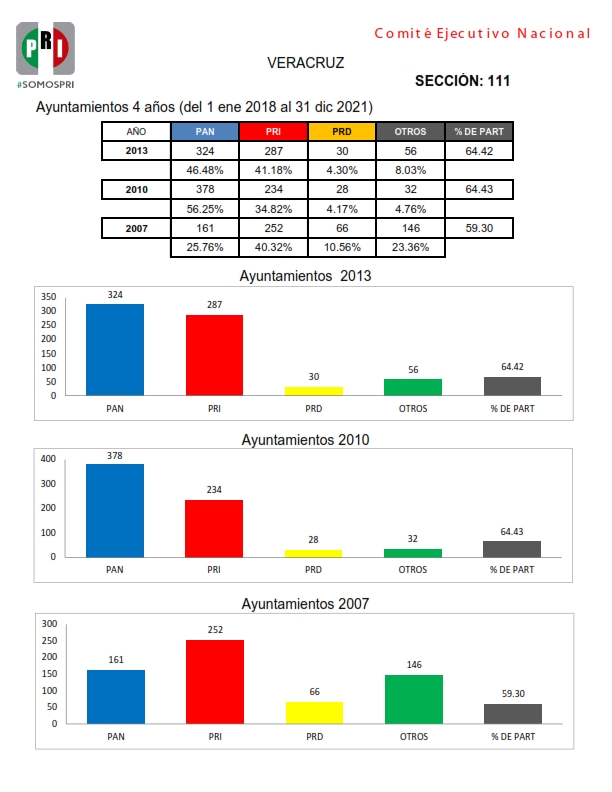 Comité Ejecutivo Nacional
PRI
#SOMOSPRI
VERACRUZ
SECCIÓN: 111
Ayuntamientos 4 años (del 1 ene 2018 al 31 dic 2021)
AÑO PAN PRI PRD OTROS % DE PART
2013 324 287 30 56 64.42
46.48% 41.18% 4.30% 8.03%
2010 378 234 28 32 64.43
56.25% 34.82% 4.17% 4.76%
2007 161 252 66 146 59.30
25.76% 40.32% 10.56% 23.36%
Ayuntamientos 2013
350
300
250
200
150
100
50
0
324 287 30 56 64.42
PAN PRI PRD OTROS % DE PART
Ayuntamientos 2010
400
300
200
100
0
378 234 28 32 64.43
PAN PRI PRD OTROS % DE PART
Ayuntamientos 2007
300
250
200
150
100
50
0
161 252 66 146 59.30
PAN PRI PRD OTROS % DE PART